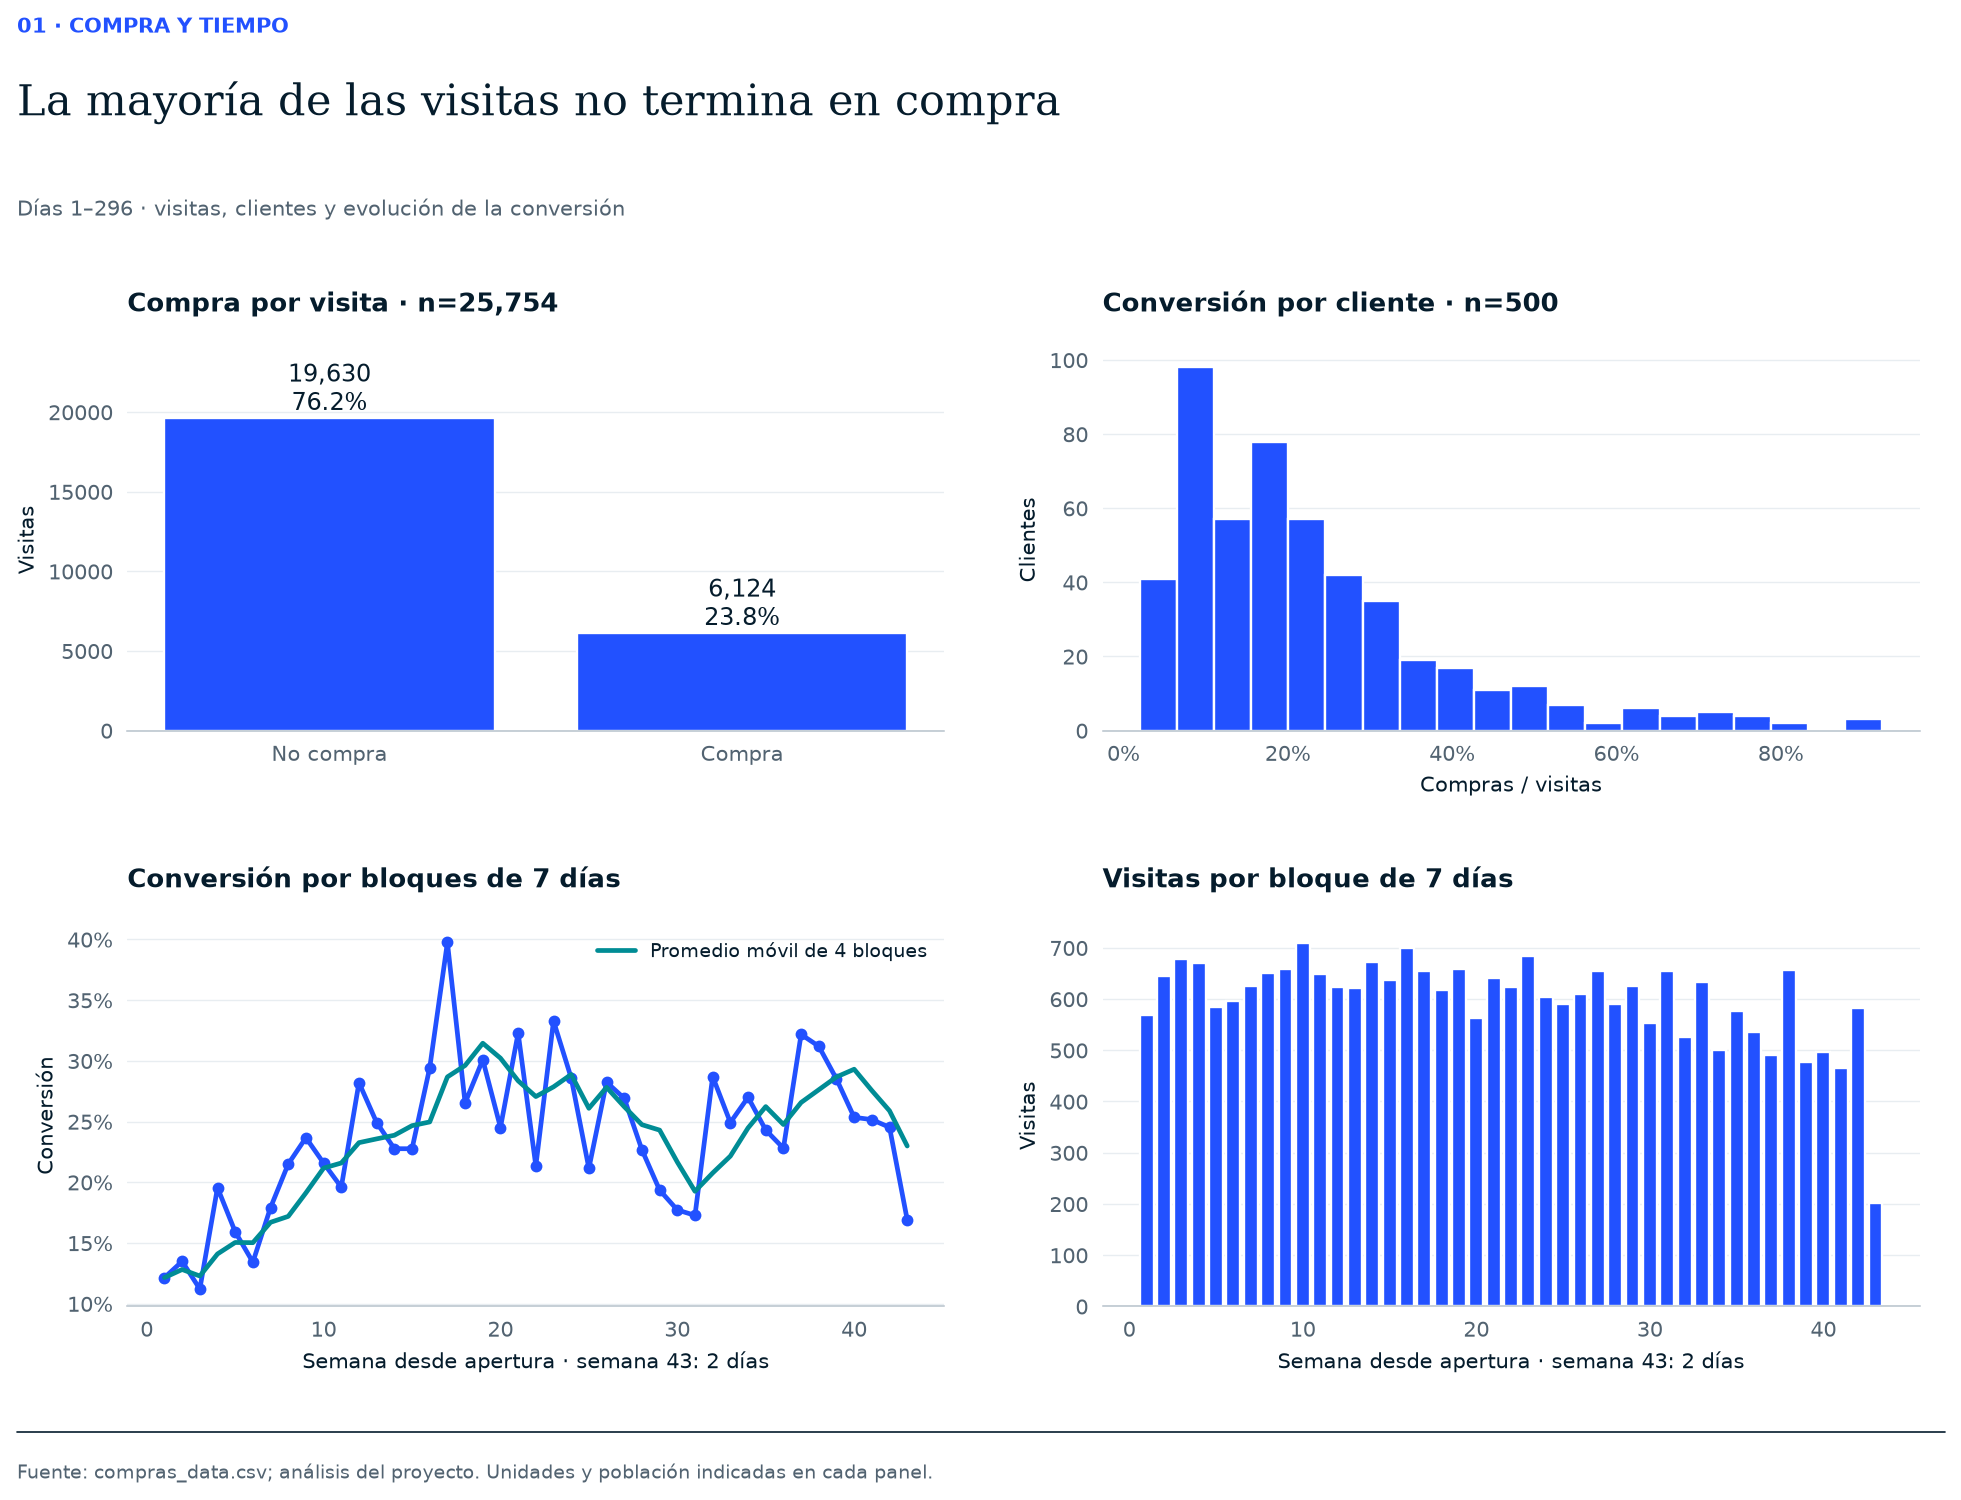 01 · COMPRA Y TIEMPO
La mayoría de las visitas no termina en compra
Días 1–296 · visitas, clientes y evolución de la conversión
Compra por visita · n=25,754
19,630
76.2%
6,124
23.8%
20000
15000
10000
5000
0
Visitas
No compra
Compra
Conversión por cliente · n=500
100
80
60
40
20
0
Clientes
0%
20%
40%
60%
80%
Compras / visitas
Conversión por bloques de 7 días
Promedio móvil de 4 bloques
40%
35%
30%
25%
20%
15%
10%
Conversión
0
10
20
30
40
Semana desde apertura · semana 43: 2 días
Visitas por bloque de 7 días
700
600
500
400
300
200
100
0
Visitas
0
10
20
30
40
Semana desde apertura · semana 43: 2 días
Fuente: compras_data.csv; análisis del proyecto. Unidades y población indicadas en cada panel.